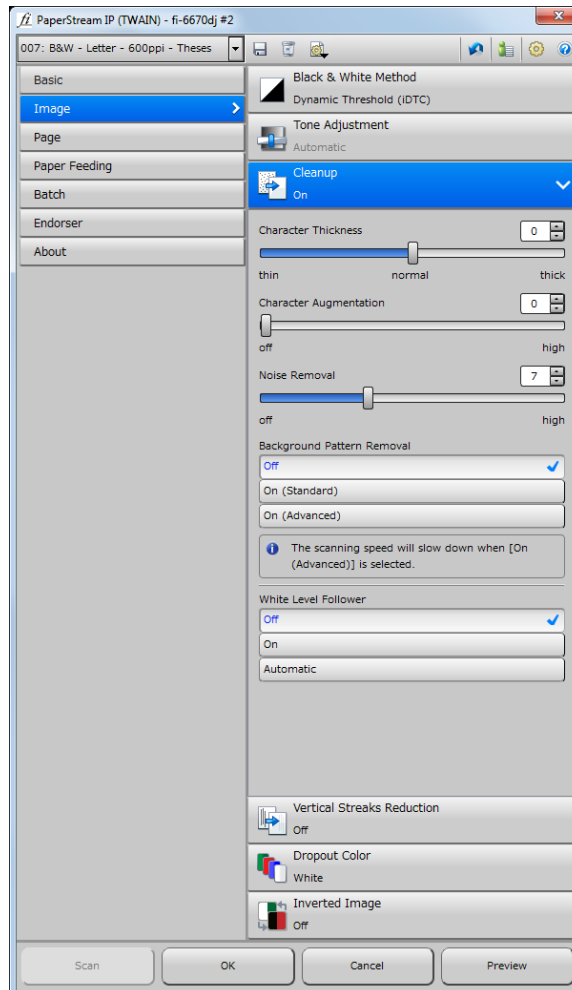 fi PaperStream IP (TWAIN) - fi-6670dj #2
007: B&W - Letter - 600ppi - Theses
Basic
Image
Page
Paper Feeding
Batch
Endorser
About
Black & White Method
Dynamic Threshold (iDTC)
Tone Adjustment
Automatic
Cleanup
On
Character Thickness
0
thin normal thick
Character Augmentation
0
off high
Noise Removal
7
off high
Background Pattern Removal
Off
On (Standard)
On (Advanced)
The scanning speed will slow down when [On
(Advanced)] is selected.
White Level Follower
Off
On
Automatic
Vertical Streaks Reduction
Off
Dropout Color
White
Inverted Image
Off
Scan OK Cancel Preview